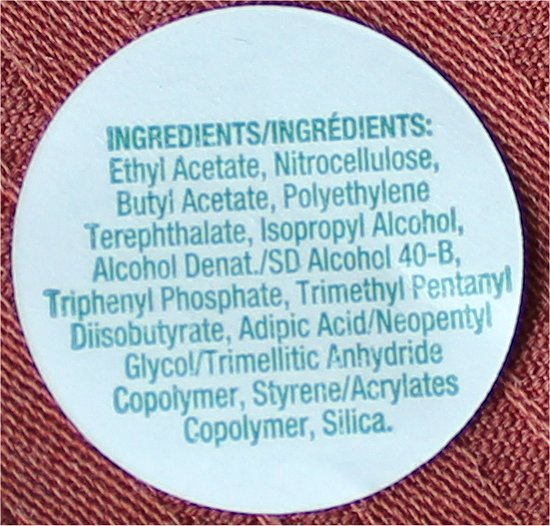 INGREDIENTS/INGRÉDIENTS:
Ethyl Acetate, Nitrocellulose,
Butyl Acetate, Polyethylene
Terephthalate, Isopropyl Alcohol,
Alcohol Denat./SD Alcohol 40-B,
Triphenyl Phosphate, Trimethyl Pentanyl
Diisobutyrate, Adipic Acid/Neopentyl
Glycol/Trimellitic Anhydride
Copolymer, Styrene/Acrylates
Copolymer, Silica.